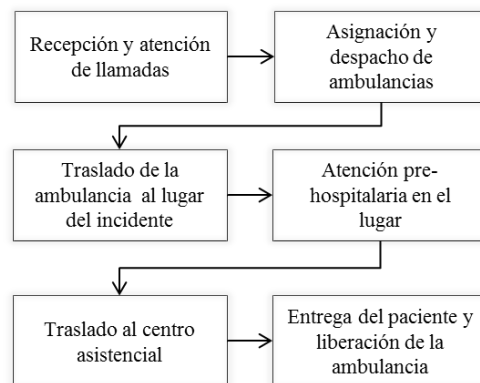 Recepción y atención
de llamadas
Asignación y
despacho de
ambulancias
Traslado de la
ambulancia al lugar
del incidente
Atención pre-
hospitalaria en el
lugar
Traslado al centro
asistencial
Entrega del paciente y
liberación de la
ambulancia